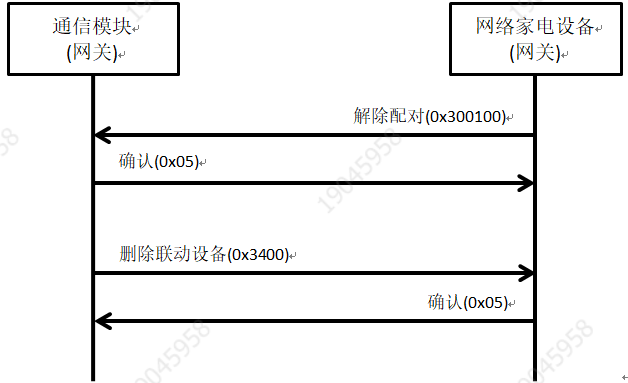 通信模块
(网关)
网络家电设备
(网关)
解除配对(0x300100)
确认(0x05)
删除联动设备(0x3400)
确认(0x05)
19045958
19045958
19045958